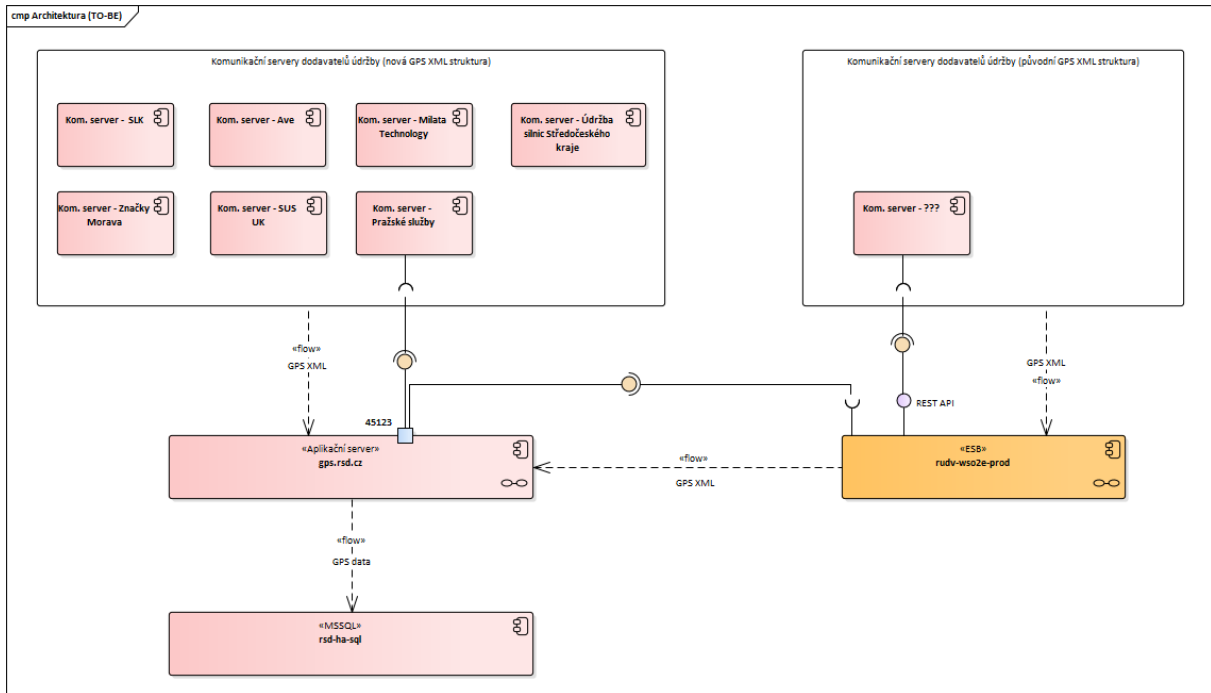 cmp Architektura (TO-BE)
Komunikační servery dodavatelů údržby (nová GPS XML struktura)
Komunikační servery dodavatelů údržby (původní GPS XML struktura)
Kom. server - SLK
Kom. server - Ave
Kom. server - Milata
Technology
Kom. server - Údržba
silnic Středočeského
kraje
Kom. server - Značky
Morava
Kom. server - SUS
UK
Kom. server -
Pražské služby
Kom. server - ???
«flow»
GPS XML
GPS XML
«flow»
REST API
45123
«Aplikační server»
gps.rsd.cz
«flow»
GPS XML
«ESB»
rudv-wso2e-prod
«flow»
GPS data
«MSSQL»
rsd-ha-sql